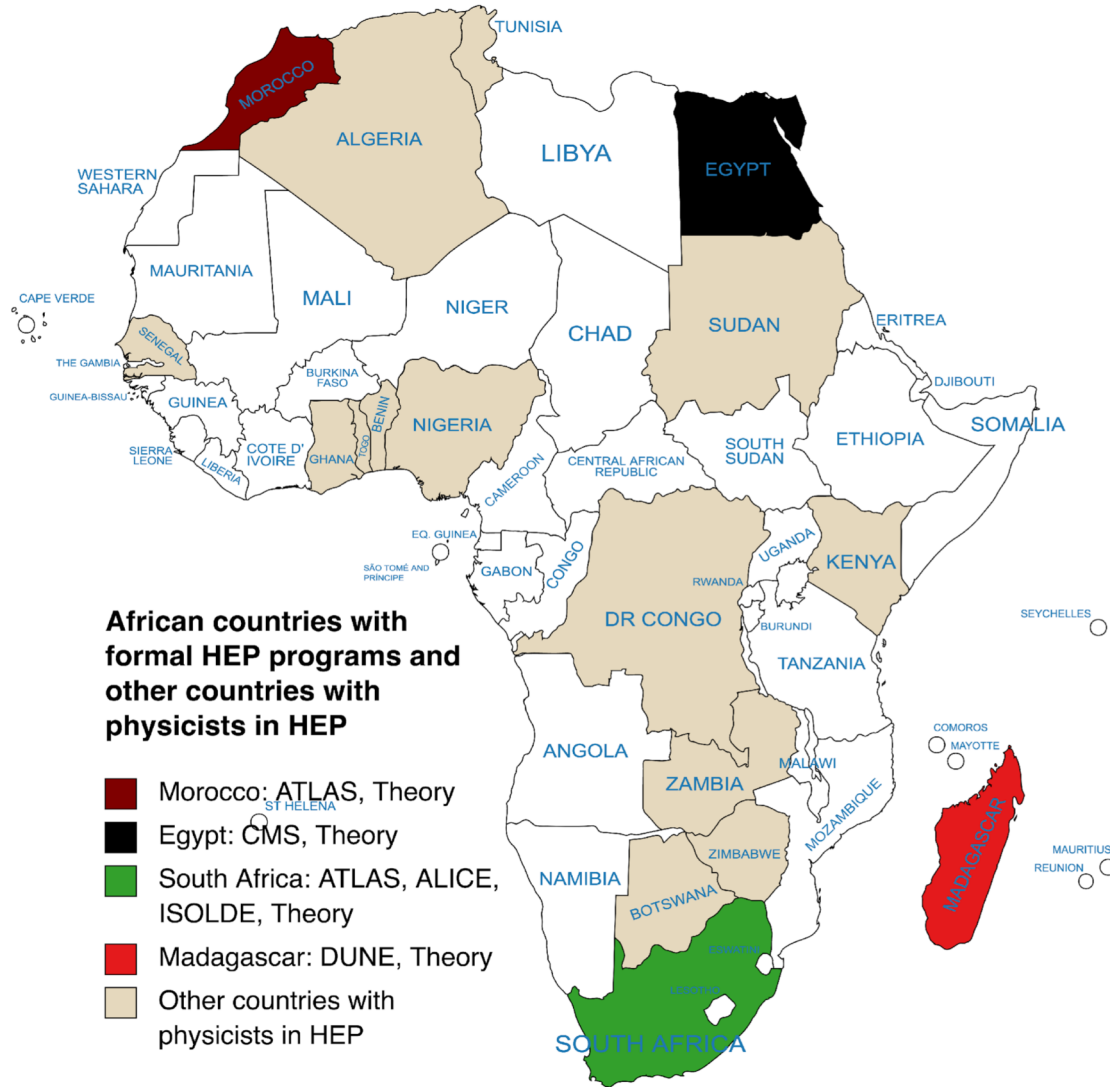 TUNISIA
MOROCCO
ALGERIA
LIBYA
EGYPT
WESTERN
SAHARA
MAURITANIA
MALI
NIGER
CHAD
SUDAN
ERITREA
CAPE VERDE
SENEGAL
THE GAMBIA
GUINEA-BISSAU
GUINEA
BURKINA
FASO
BENIN
NIGERIA
DJIBOUTI
SOMALIA
SIERRA
LEONE
LIBERIA
COTE D'
IVOIRE
GHANA
TOGO
CAMEROON
CENTRAL AFRICAN
REPUBLIC
SOUTH
SUDAN
ETHIOPIA
EQ. GUINEA
SÃO TOMÉ AND
PRÍNCIPE
GABON
CONGO
UGANDA
KENYA
RWANDA
DR CONGO
BURUNDI
TANZANIA
SEYCHELLES
African countries with
formal HEP programs and
other countries with
physicists in HEP
COMOROS
MAYOTTE
ANGOLA
ZAMBIA
MALAWI
MOZAMBIQUE
MADAGASCAR
MAURITIUS
REUNION
ZIMBABWE
NAMIBIA
BOTSWANA
ESWATINI
LESOTHO
SOUTH AFRICA
Morocco: ATLAS, Theory
ST HELENA
Egypt: CMS, Theory
South Africa: ATLAS, ALICE,
ISOLDE, Theory
Madagascar: DUNE, Theory
Other countries with
physicists in HEP